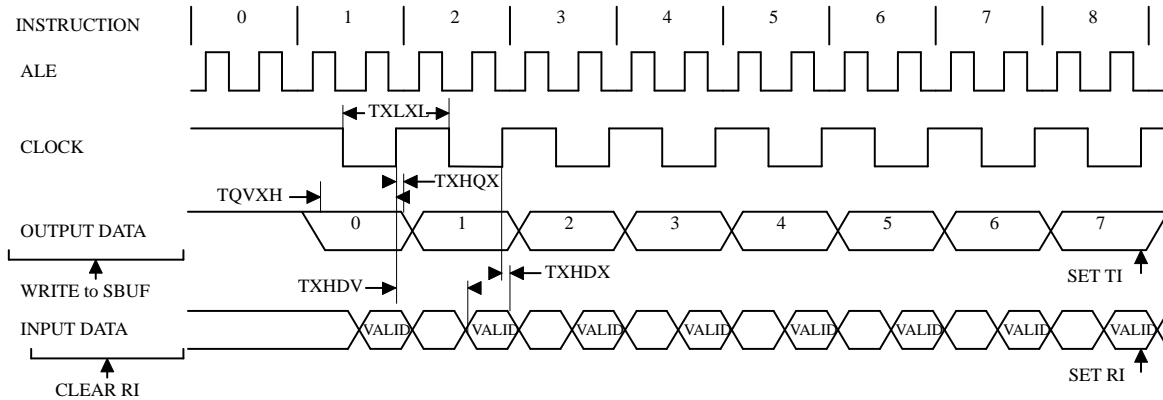 INSTRUCTION 0 1 2 3 4 5 6 7 8
ALE
TXLXL
CLOCK
TXHQX
TQVXH
OUTPUT DATA 0 1 2 3 4 5 6 7
TXHDX
TXHDV
SET TI
WRITE to SBUF
INPUT DATA VALID VALID VALID VALID VALID VALID VALID VALID
SET RI
CLEAR RI